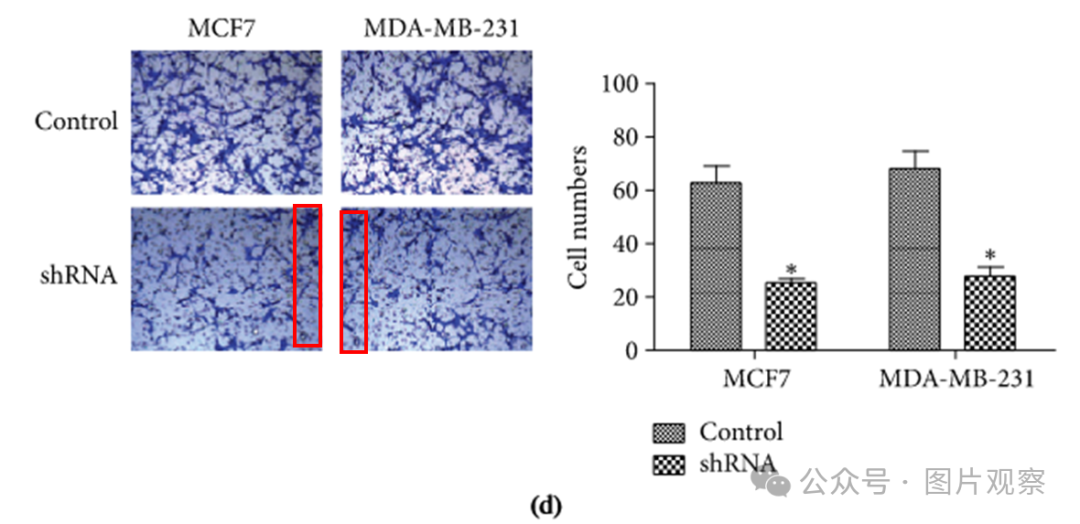 MCF7 MDA-MB-231
Control
shRNA
Cell numbers
100
80
60
40
20
0
*
*
MCF7 MDA-MB-231
Control
shRNA
公众号 · 图片观察
(d)